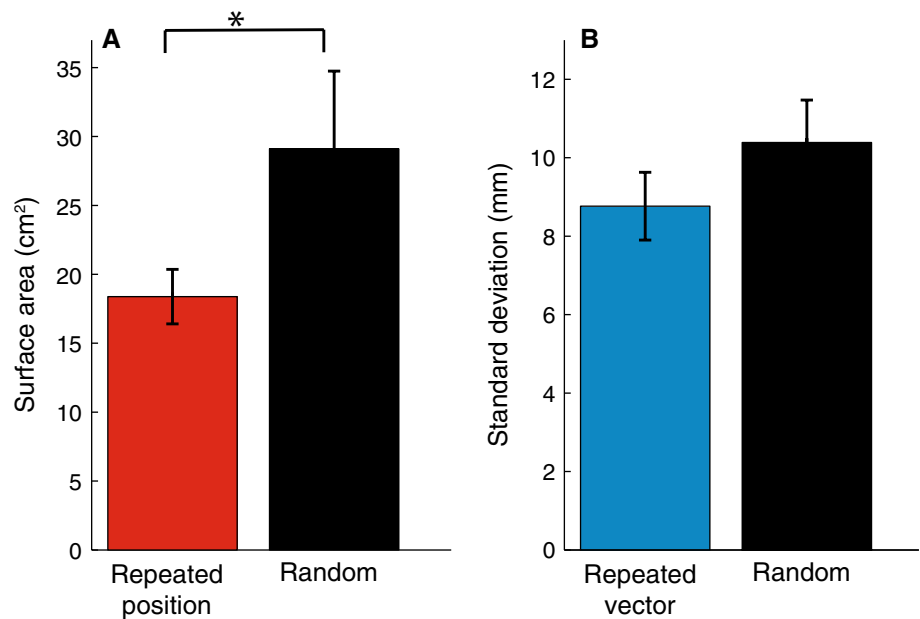 A
*
Surface area (cm²)
35
30
25
20
15
10
5
0
Repeated
position
Random
B
Standard deviation (mm)
12
10
8
6
4
2
0
Repeated
vector
Random